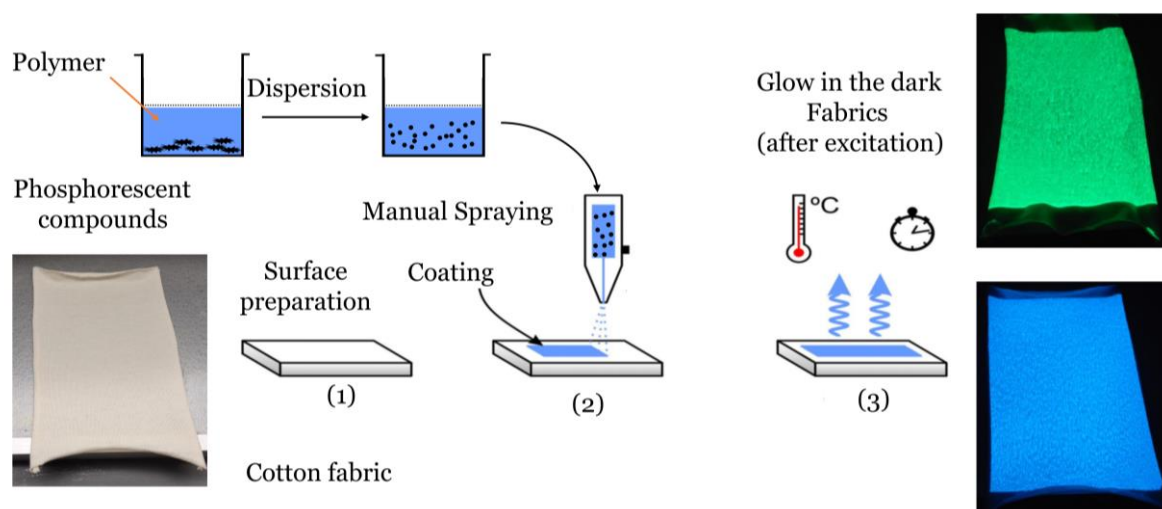 Polymer
Dispersion
Phosphorescent
compounds
Manual Spraying
Surface
preparation
Coating
(1)
(2)
Cotton fabric
Glow in the dark
Fabrics
(after excitation)
°C
(3)